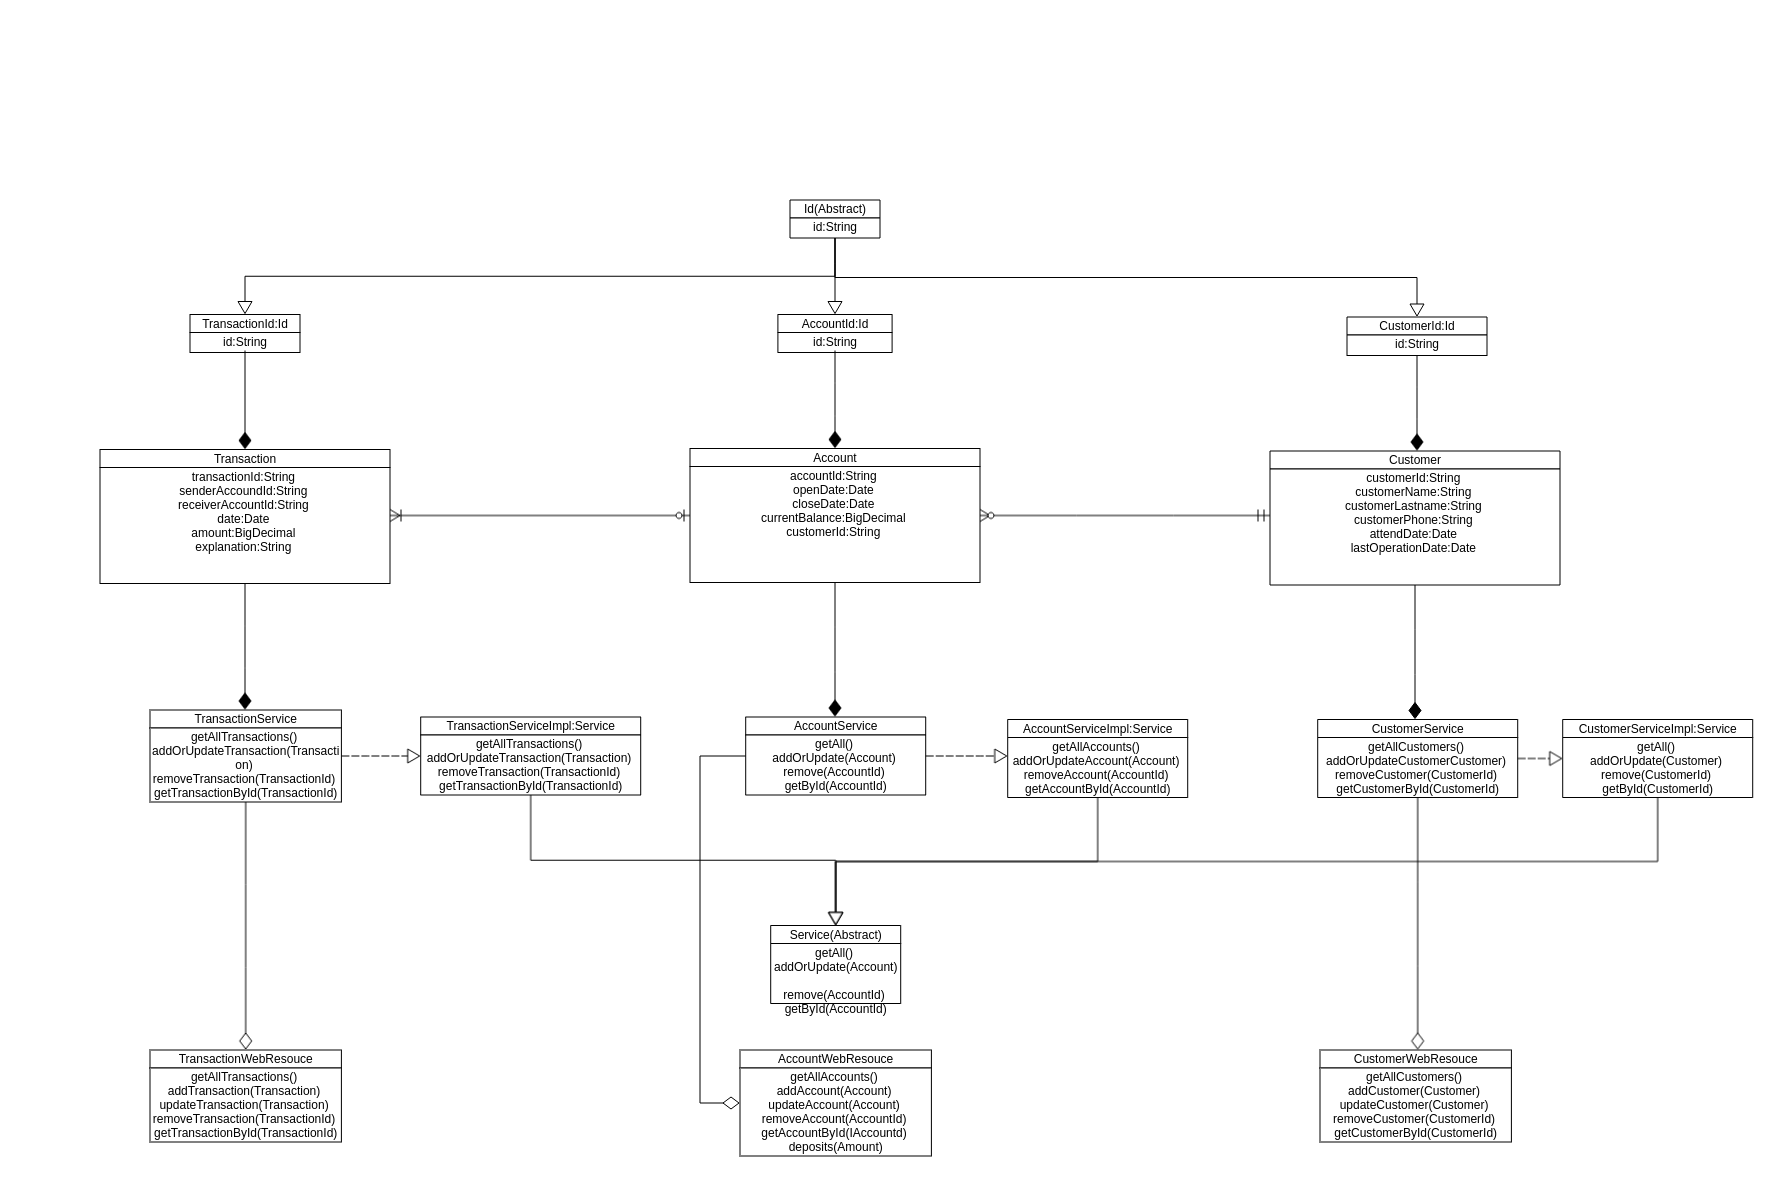 Id(Abstract)
id:String
TransactionId:Id
id:String
AccountId:Id
id:String
CustomerId:Id
id:String
Transaction
transactionId:String
senderAccoundId:String
receiverAccountId:String
date:Date
amount:BigDecimal
explanation:String
Account
accountId:String
openDate:Date
closeDate:Date
currentBalance:BigDecimal
customerId:String
Customer
customerId:String
customerName:String
customerLastname:String
customerPhone:String
attendDate:Date
lastOperationDate:Date
TransactionService
getAllTransactions()
addOrUpdateTransaction(Transacti
on)
removeTransaction(TransactionId)
getTransactionById(TransactionId)
TransactionServiceImpl:Service
getAllTransactions()
addOrUpdateTransaction(Transaction)
removeTransaction(TransactionId)
getTransactionById(TransactionId)
AccountService
getAll()
addOrUpdate(Account)
remove(AccountId)
getById(AccountId)
AccountServiceImpl:Service
getAllAccounts()
addOrUpdateAccount(Account)
removeAccount(AccountId)
getAccountById(AccountId)
CustomerService
getAllCustomers()
addOrUpdateCustomerCustomer)
removeCustomer(CustomerId)
getCustomerById(CustomerId)
CustomerServiceImpl:Service
getAll()
addOrUpdate(Customer)
remove(CustomerId)
getById(CustomerId)
Service(Abstract)
getAll()
addOrUpdate(Account)
remove(AccountId)
getById(AccountId)
TransactionWebResouce
getAllTransactions()
addTransaction(Transaction)
updateTransaction(Transaction)
removeTransaction(TransactionId)
getTransactionById(TransactionId)
AccountWebResouce
getAllAccounts()
addAccount(Account)
updateAccount(Account)
removeAccount(AccountId)
getAccountById(IAccountd)
deposits(Amount)
CustomerWebResouce
getAllCustomers()
addCustomer(Customer)
updateCustomer(Customer)
removeCustomer(CustomerId)
getCustomerById(CustomerId)